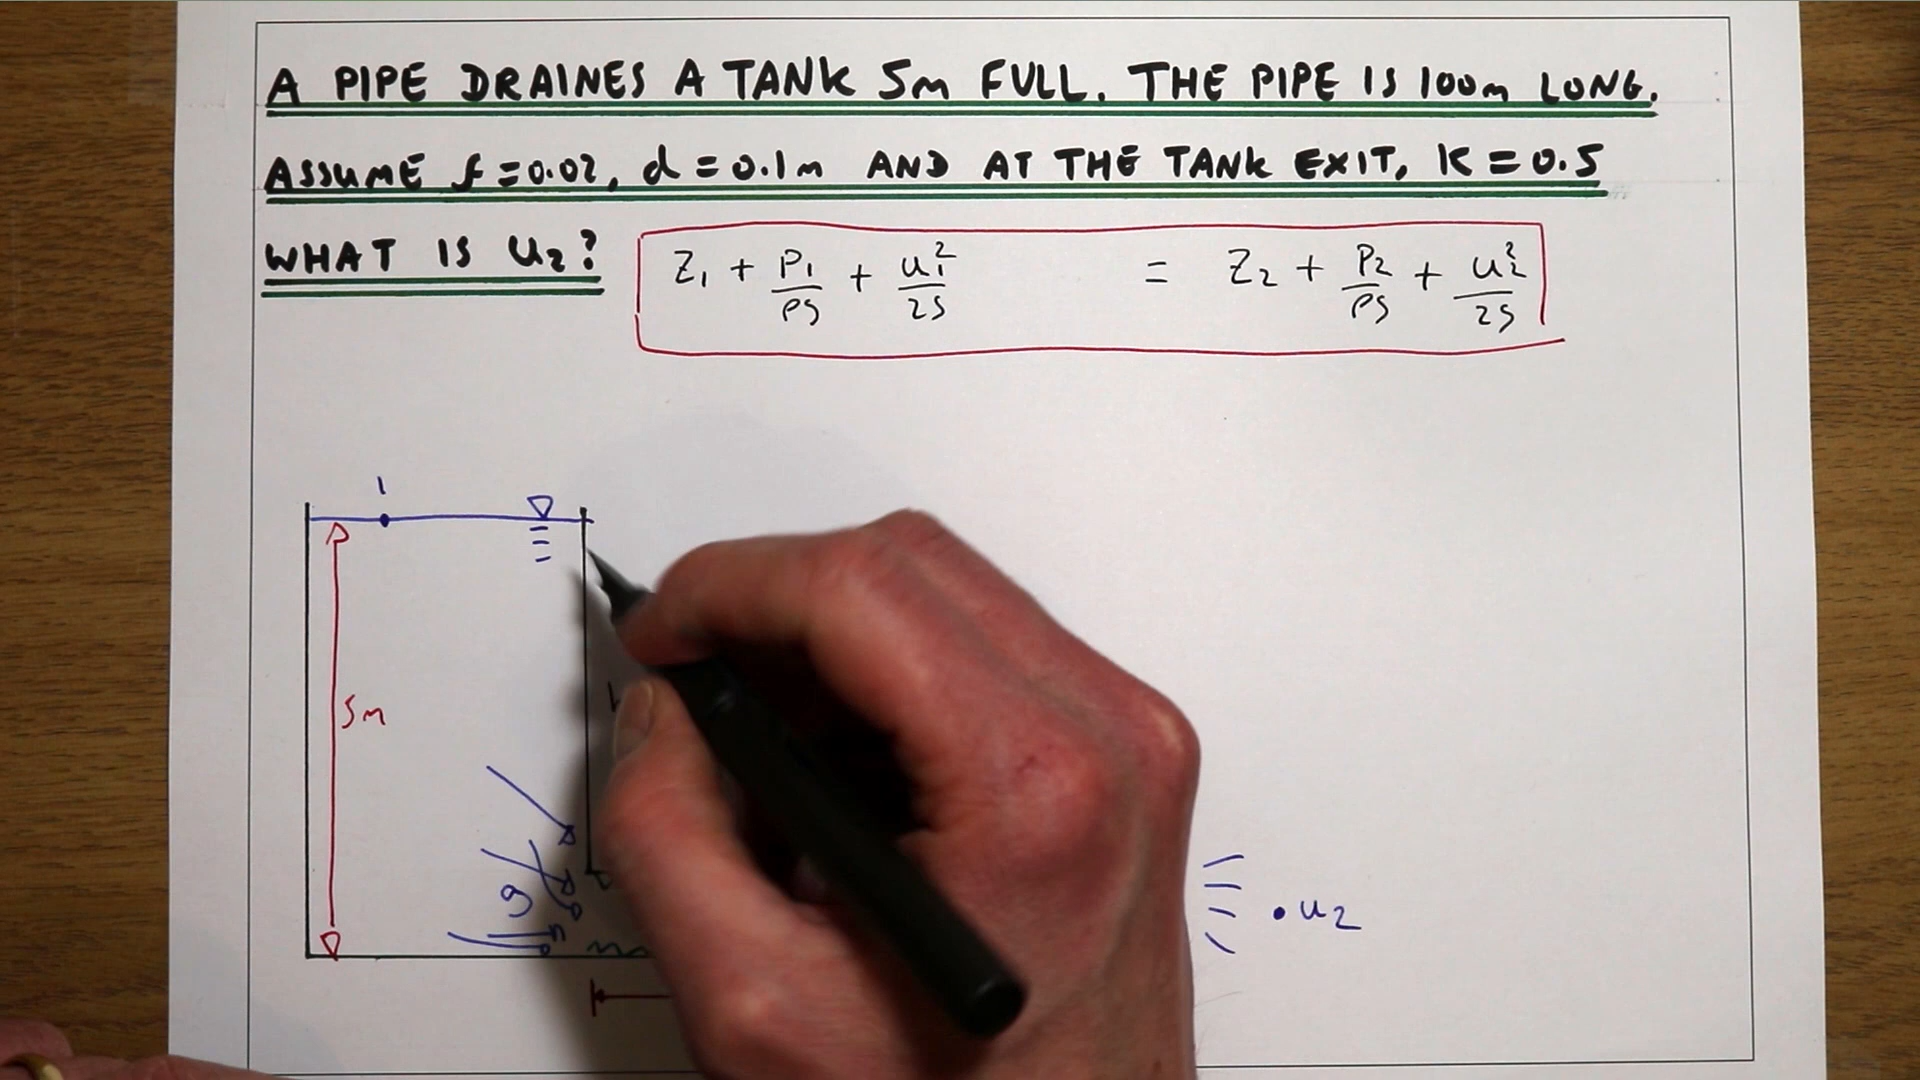 A PIPE DRAINES A TANK 5m FULL. THE PIPE IS 100m LONG.
ASSUME f=0.02, d=0.1m AND AT THE TANK EXIT, K=0.5
WHAT IS u₂?
Z₁ + P₁/ρg + u₁²/2g = Z₂ + P₂/ρg + u₂²/2g
1
5m
u₂